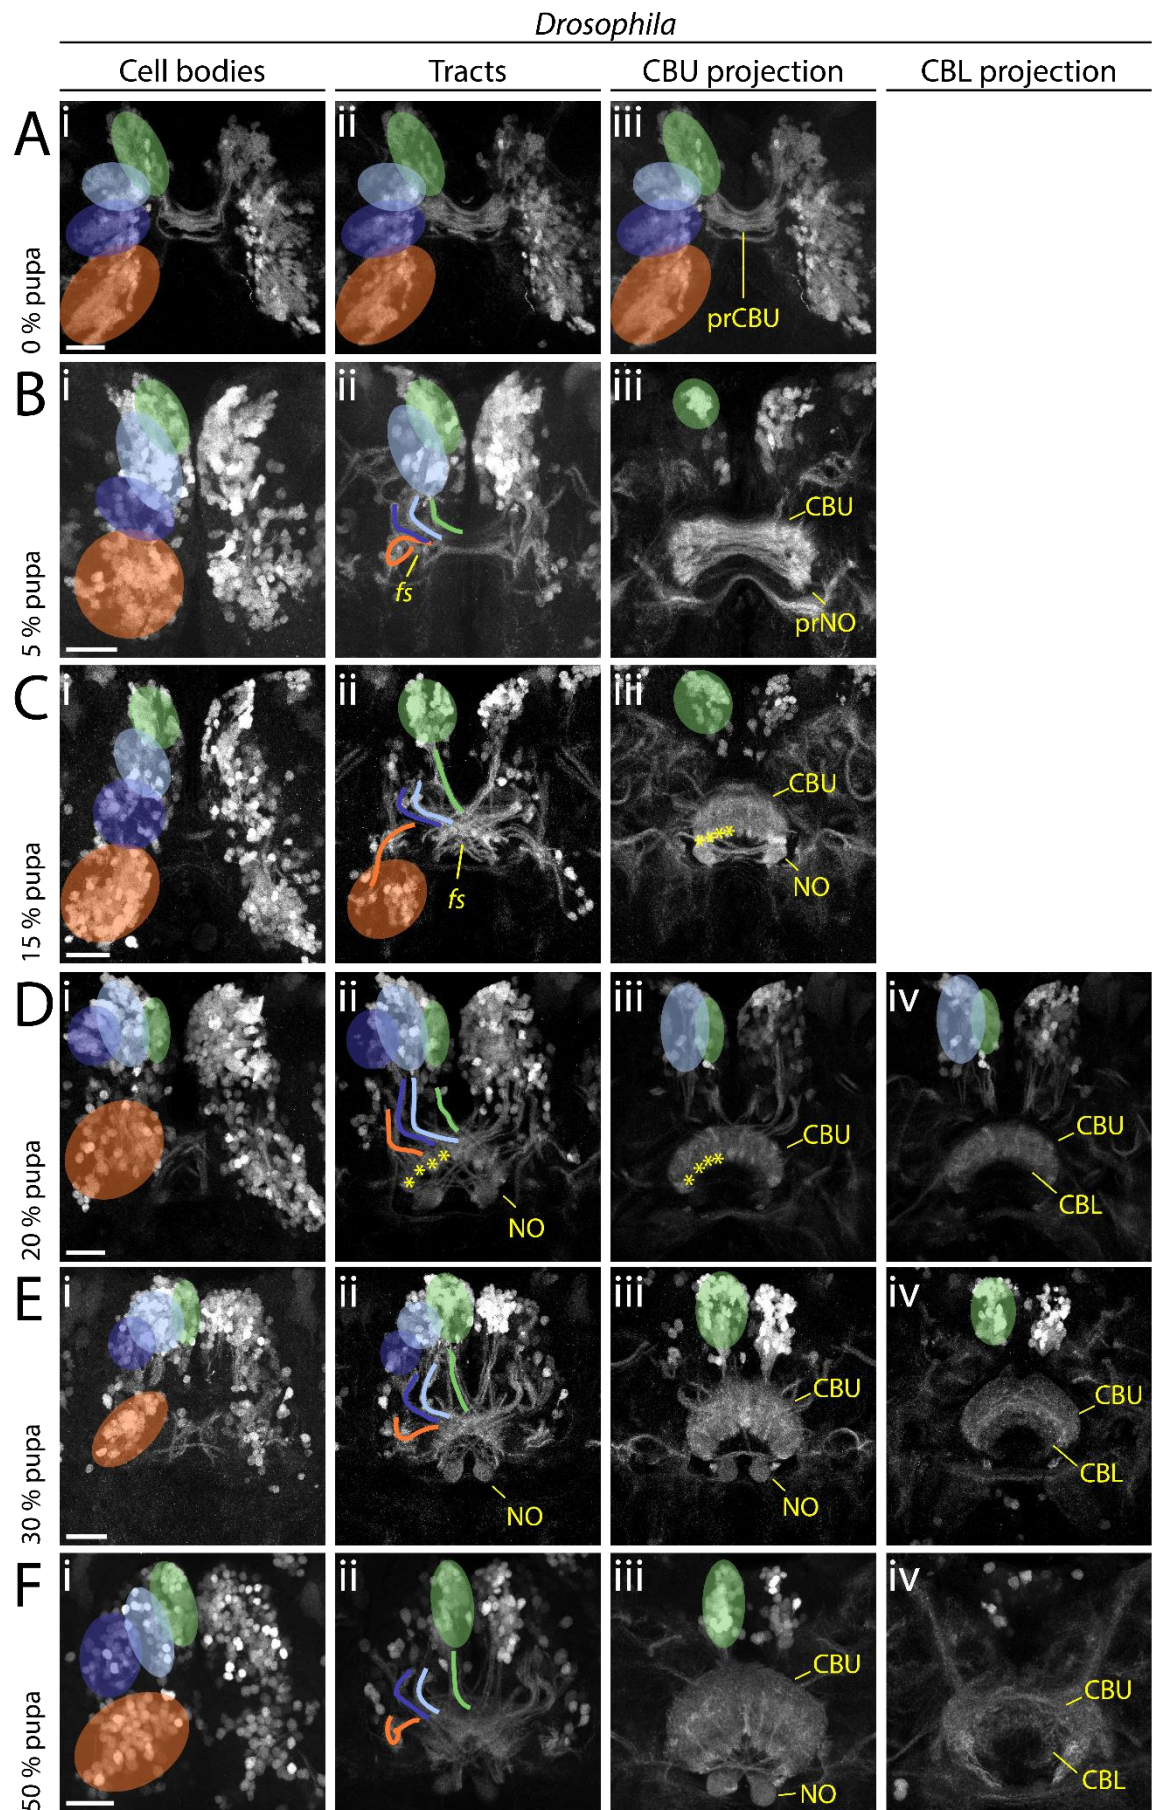 Drosophila
Cell bodies Tracts CBU projection CBL projection
A i ii iii
0 % pupa
prCBU
B i ii iii
5 % pupa
fs
CBU
prNO
C i ii iii
15 % pupa
fs
CBU
****
NO
D i ii iii iv
20 % pupa
****
NO
CBU
****
CBU
CBL
E i ii iii iv
30 % pupa
NO
CBU
NO
CBU
CBL
F i ii iii iv
50 % pupa
CBU
NO
CBU
CBL